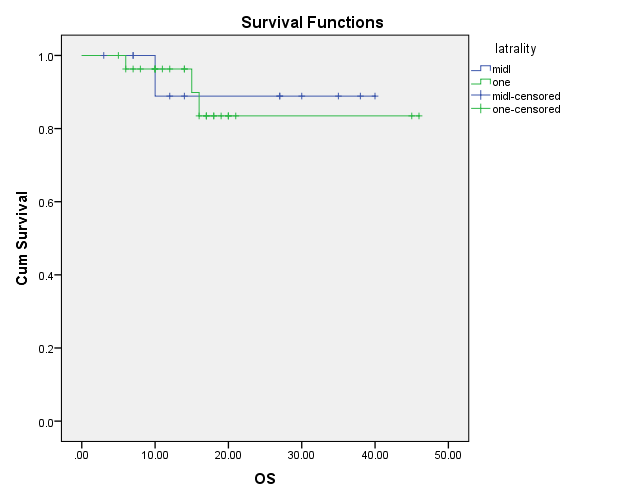 Survival Functions
latrality
midl
one
midl-censored
one-censored
1.0
0.8
0.6
0.4
0.2
0.0
Cum Survival
.00 10.00 20.00 30.00 40.00 50.00
OS